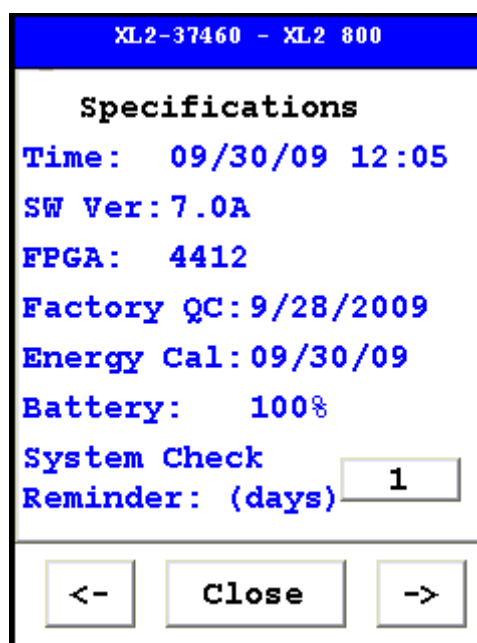 XL2-37460 - XL2 800
Specifications
Time: 09/30/09 12:05
SW Ver: 7.0A
FPGA: 4412
Factory QC: 9/28/2009
Energy Cal: 09/30/09
Battery: 100%
System Check
Reminder: (days) 1
<- Close ->